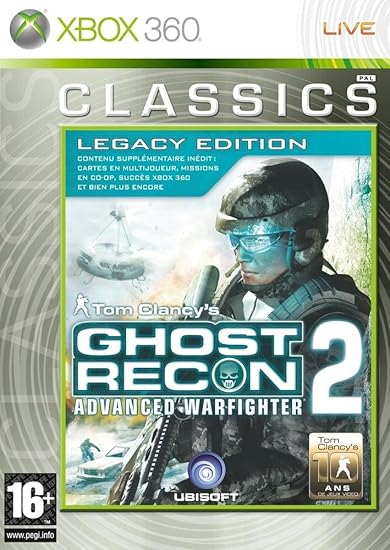 XBOX 360
LIVE
PAL
CLASSICS
LEGACY EDITION
CONTENU SUPPLÉMENTAIRE INÉDIT :
CARTES EN MULTIJOUEUR, MISSIONS
EN CO-OP, SUCCÈS XBOX 360
ET BIEN PLUS ENCORE
Tom Clancy's
GHOST
RECON 2
ADVANCED WARFIGHTER
UBISOFT
Tom
Clancy's
10
ANS
DE JEUX VIDÉO
16+
www.pegi.info